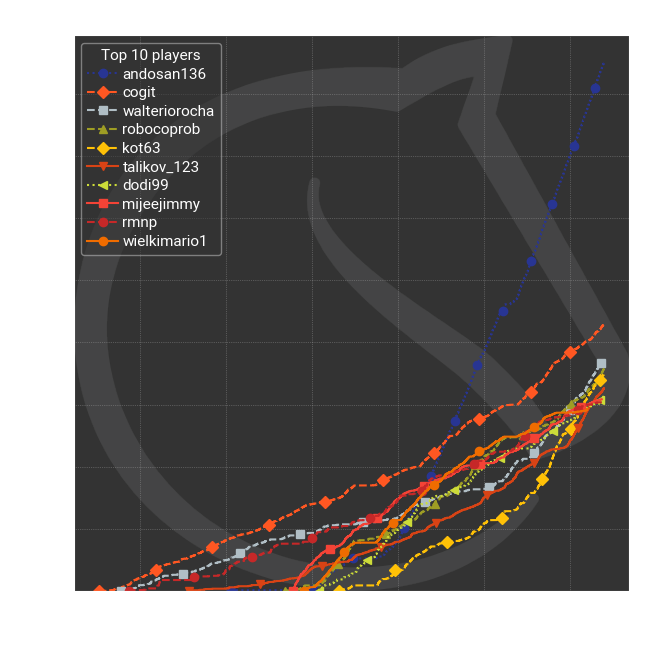 Top 10 players
andosan136
cogit
walteriorocha
robocoprob
kot63
talikov_123
dodi99
mijeejimmy
rmnp
wielkimario1